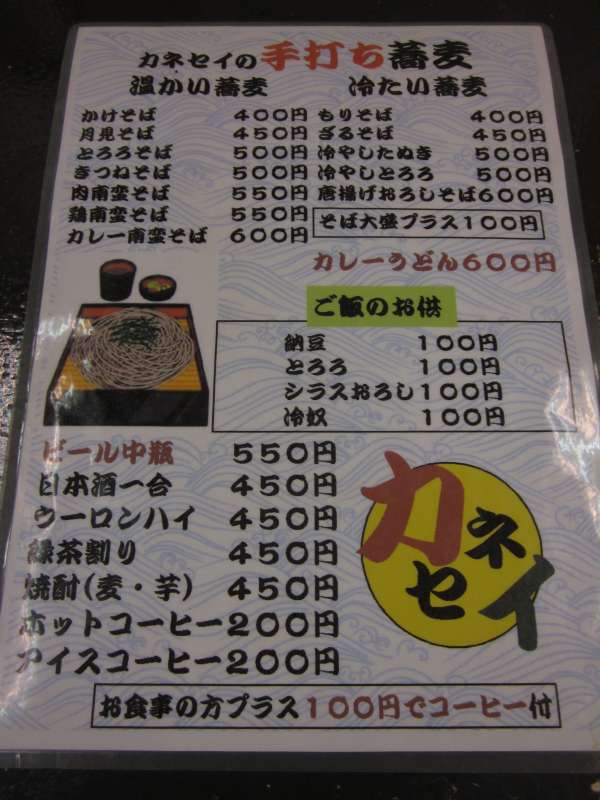 カネセイの手打ち蕎麦
温かい蕎麦
かけそば 400円
月見そば 450円
とろろそば 500円
きつねそば 500円
肉南蛮そば 550円
鶏南蛮そば 550円
カレー南蛮そば 600円
冷たい蕎麦
もりそば 400円
ざるそば 450円
冷やしたぬき 500円
冷やしとろろ 500円
唐揚げおろしそば600円
そば大盛プラス100円
カレーうどん600円
ご飯のお供
納豆 100円
とろろ 100円
シラスおろし100円
冷奴 100円
ビール中瓶 550円
日本酒一合 450円
ウーロンハイ 450円
緑茶割り 450円
焼酎(麦・芋) 450円
ホットコーヒー200円
アイスコーヒー200円
カネセイ
お食事の方プラス100円でコーヒー付